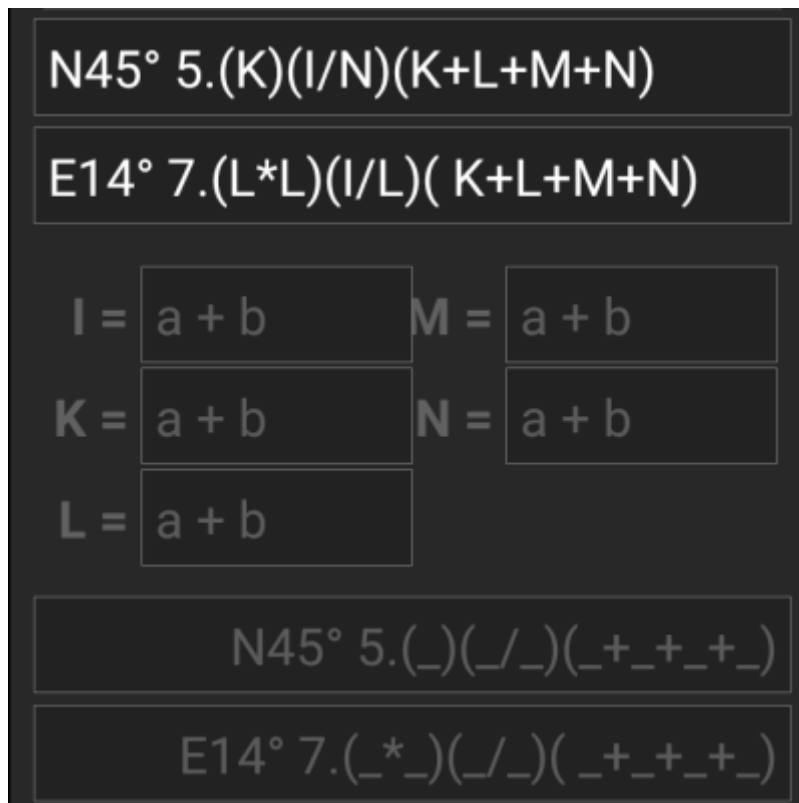 N45° 5.(K)(I/N)(K+L+M+N)
E14° 7.(L*L)(I/L)( K+L+M+N)
I = a + b M = a + b
K = a + b N = a + b
L = a + b
N45° 5.(_)(_/_)(_+_+_+_)
E14° 7.(_*_)(_/_)( _+_+_+_)